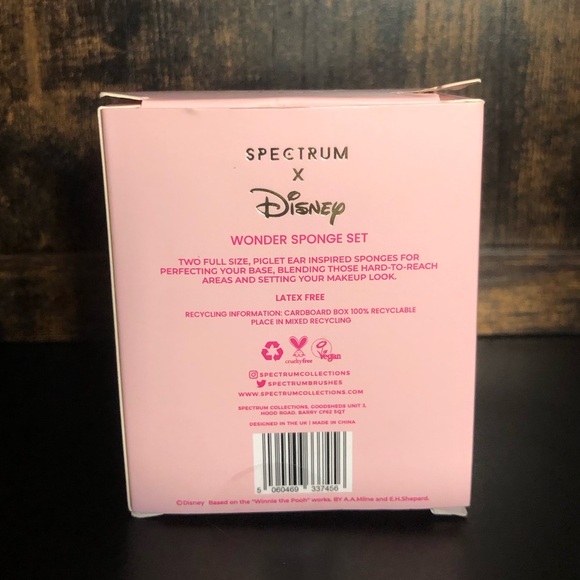 SPECTRUM
X
Disney
WONDER SPONGE SET
TWO FULL SIZE, PIGLET EAR INSPIRED SPONGES FOR
PERFECTING YOUR BASE, BLENDING THOSE HARD-TO-REACH
AREAS AND SETTING YOUR MAKEUP LOOK.
LATEX FREE
RECYCLING INFORMATION: CARDBOARD BOX 100% RECYCLABLE
PLACE IN MIXED RECYCLING
crueltyfree
Vegan
SPECTRUMCOLLECTIONS
SPECTRUMBRUSHES
WWW.SPECTRUMCOLLECTIONS.COM
SPECTRUM COLLECTIONS, GOODSHEDS UNIT 3,
HOOD ROAD. BARRY CF62 5QT
DESIGNED IN THE UK | MADE IN CHINA
5 060469 337456
©Disney Based on the "Winnie the Pooh" works. BY A.A.Milne and E.H.Shepard.